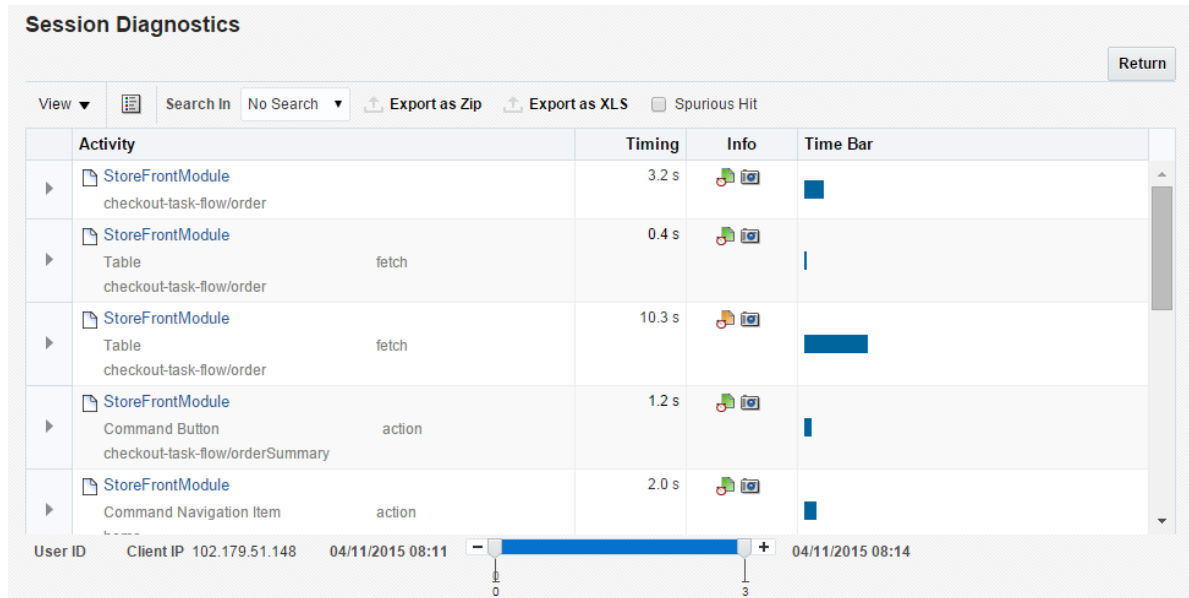 Session Diagnostics
Return
View Search In No Search Export as Zip Export as XLS Spurious Hit
Activity Timing Info Time Bar
StoreFrontModule 3.2 s
checkout-task-flow/order
StoreFrontModule 0.4 s
Table fetch
checkout-task-flow/order
StoreFrontModule 10.3 s
Table fetch
checkout-task-flow/order
StoreFrontModule 1.2 s
Command Button action
checkout-task-flow/orderSummary
StoreFrontModule 2.0 s
Command Navigation Item action
User ID Client IP 102.179.51.148 04/11/2015 08:11 - + 04/11/2015 08:14
0
0 3